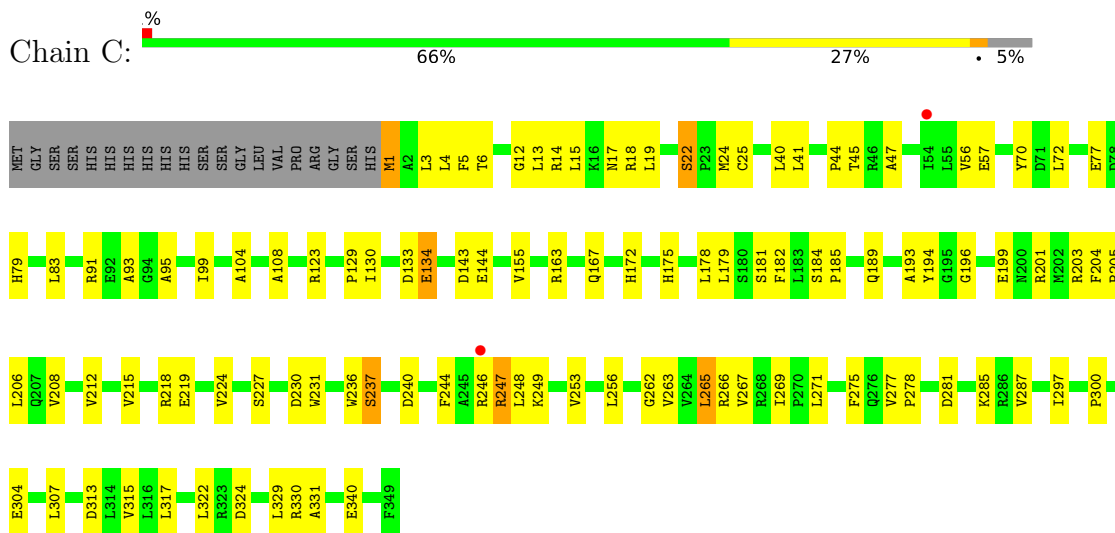 %
Chain C:
66% 27% • 5%
MET GLY SER SER HIS HIS HIS HIS HIS HIS SER SER GLY LEU VAL PRO ARG GLY SER HIS M1 A2 L3 L4 F5 T6 G12 L13 R14 L15 K16 N17 R18 L19 S22 P23 M24 C25 L40 L41 P44 T45 R46 A47 I54 L55 V56 E57 Y70 D71 L72 E77
H79 L83 R91 E92 A93 G94 A95 I99 A104 A108 R123 P129 I130 D133 E134 D143 E144 V155 R163 Q167 H172 H175 L178 L179 S180 S181 F182 L183 S184 P185 Q189 A193 Y194 G195 G196 E199 N200 R201 M202 R203 F204
L206 Q207 V208 V212 V215 R218 E219 V224 S227 D230 W231 W236 S237 D240 F244 A245 R246 R247 L248 K249 V253 L256 G262 V263 V264 L265 R266 V267 R268 I269 P270 L271 F275 Q276 V277 P278 D281 K285 R286 V287 I297 P300
E304 L307 D313 L314 V315 L316 L317 L322 R323 D324 L329 R330 A331 E340 F349